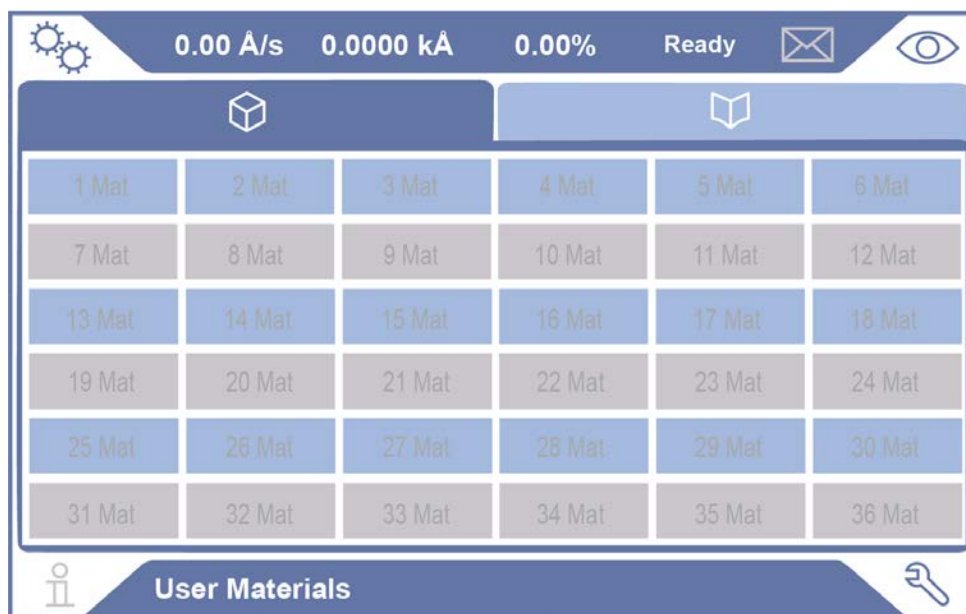 0.00 Å/s 0.0000 kÅ 0.00% Ready
1 Mat 2 Mat 3 Mat 4 Mat 5 Mat 6 Mat
7 Mat 8 Mat 9 Mat 10 Mat 11 Mat 12 Mat
13 Mat 14 Mat 15 Mat 16 Mat 17 Mat 18 Mat
19 Mat 20 Mat 21 Mat 22 Mat 23 Mat 24 Mat
25 Mat 26 Mat 27 Mat 28 Mat 29 Mat 30 Mat
31 Mat 32 Mat 33 Mat 34 Mat 35 Mat 36 Mat
User Materials